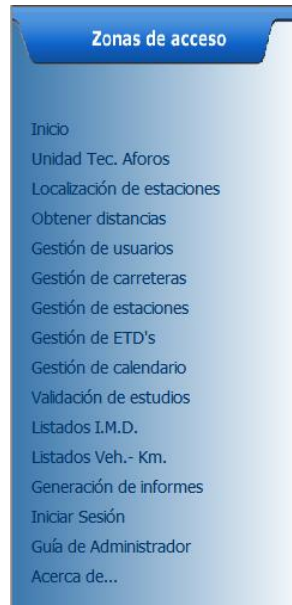 Zonas de acceso
Inicio
Unidad Tec. Aforos
Localización de estaciones
Obtener distancias
Gestión de usuarios
Gestión de carreteras
Gestión de estaciones
Gestión de ETD's
Gestión de calendario
Validación de estudios
Listados I.M.D.
Listados Veh.- Km.
Generación de informes
Iniciar Sesión
Guía de Administrador
Acerca de...